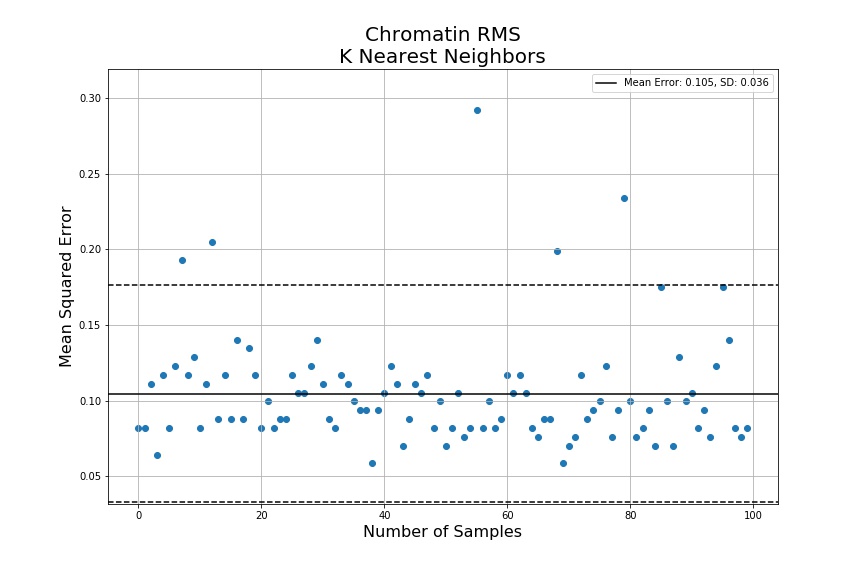 Chromatin RMS
K Nearest Neighbors
Mean Error: 0.105, SD: 0.036
Mean Squared Error
0.30
0.25
0.20
0.15
0.10
0.05
0
20
40
60
80
100
Number of Samples